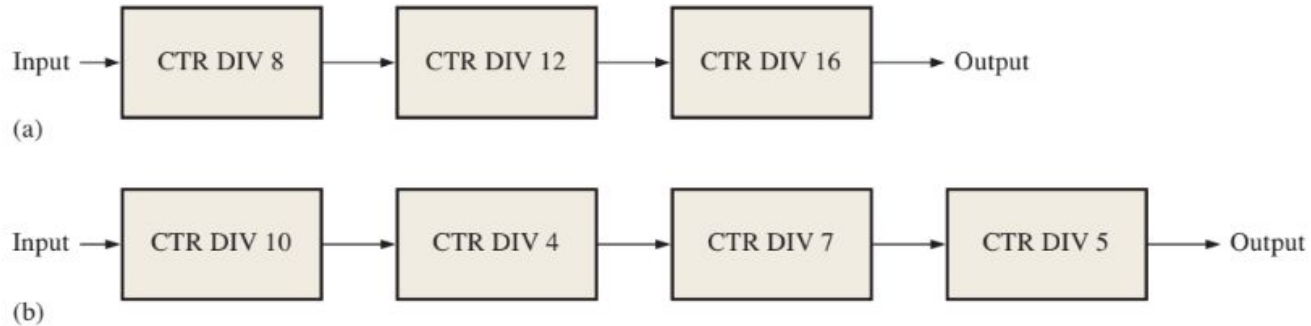 Input CTR DIV 8 CTR DIV 12 CTR DIV 16 Output
(a)
Input CTR DIV 10 CTR DIV 4 CTR DIV 7 CTR DIV 5 Output
(b)